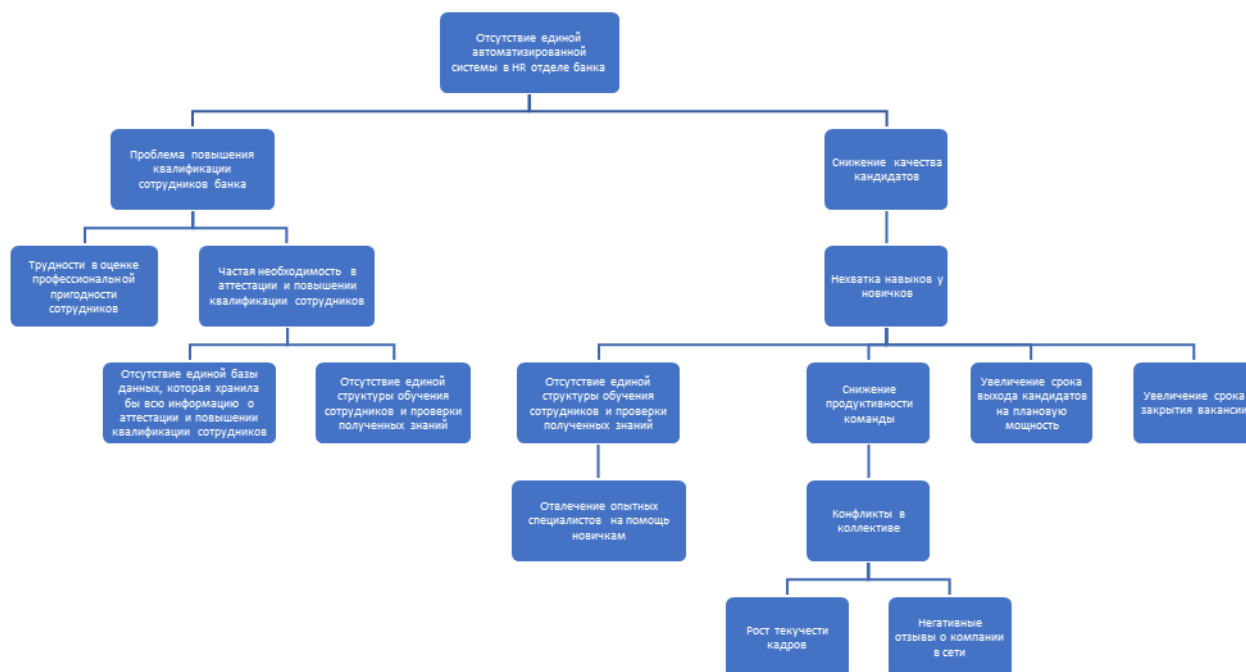 Отсутствие единой
автоматизированной
системы в HR отделе банка
Проблема повышения
квалификации
сотрудников банка
Снижение качества
кандидатов
Трудности в оценке
профессиональной
пригодности
сотрудников
Частая необходимость в
аттестации и повышении
квалификации сотрудников
Нехватка навыков у
новичков
Отсутствие единой базы
данных, которая хранила
бы всю информацию о
аттестации и повышении
квалификации сотрудников
Отсутствие единой
структуры обучения
сотрудников и проверки
полученных знаний
Отсутствие единой
структуры обучения
сотрудников и проверки
полученных знаний
Снижение
продуктивности
команды
Увеличение срока
выхода кандидатов
на плановую
мощность
Увеличение срока
закрытия вакансии
Отвлечение опытных
специалистов на помощь
новичкам
Конфликты в
коллективе
Рост текучести
кадров
Негативные
отзывы о компании
в сети